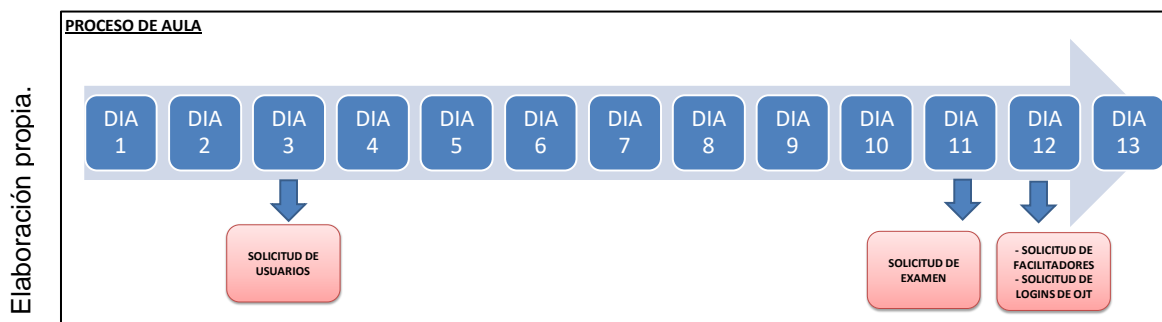 PROCESO DE AULA
DIA
1
DIA
2
DIA
3
DIA
4
DIA
5
DIA
6
DIA
7
DIA
8
DIA
9
DIA
10
DIA
11
DIA
12
DIA
13
SOLICITUD DE
USUARIOS
SOLICITUD DE
EXAMEN
- SOLICITUD DE
FACILITADORES
- SOLICITUD DE
LOGINS DE OJT
Elaboración propia.